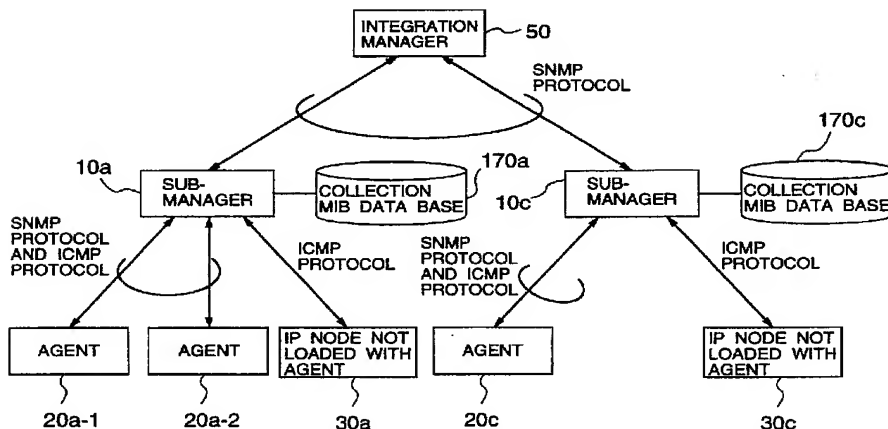 INTEGRATION
MANAGER
50
SNMP
PROTOCOL
10a
SUB-
MANAGER
COLLECTION
MIB DATA BASE
170a
10c
SUB-
MANAGER
COLLECTION
MIB DATA BASE
170c
SNMP
PROTOCOL
AND ICMP
PROTOCOL
ICMP
PROTOCOL
SNMP
PROTOCOL
AND ICMP
PROTOCOL
ICMP
PROTOCOL
AGENT
AGENT
IP NODE NOT
LOADED WITH
AGENT
AGENT
IP NODE NOT
LOADED WITH
AGENT
20a-1
20a-2
30a
20c
30c